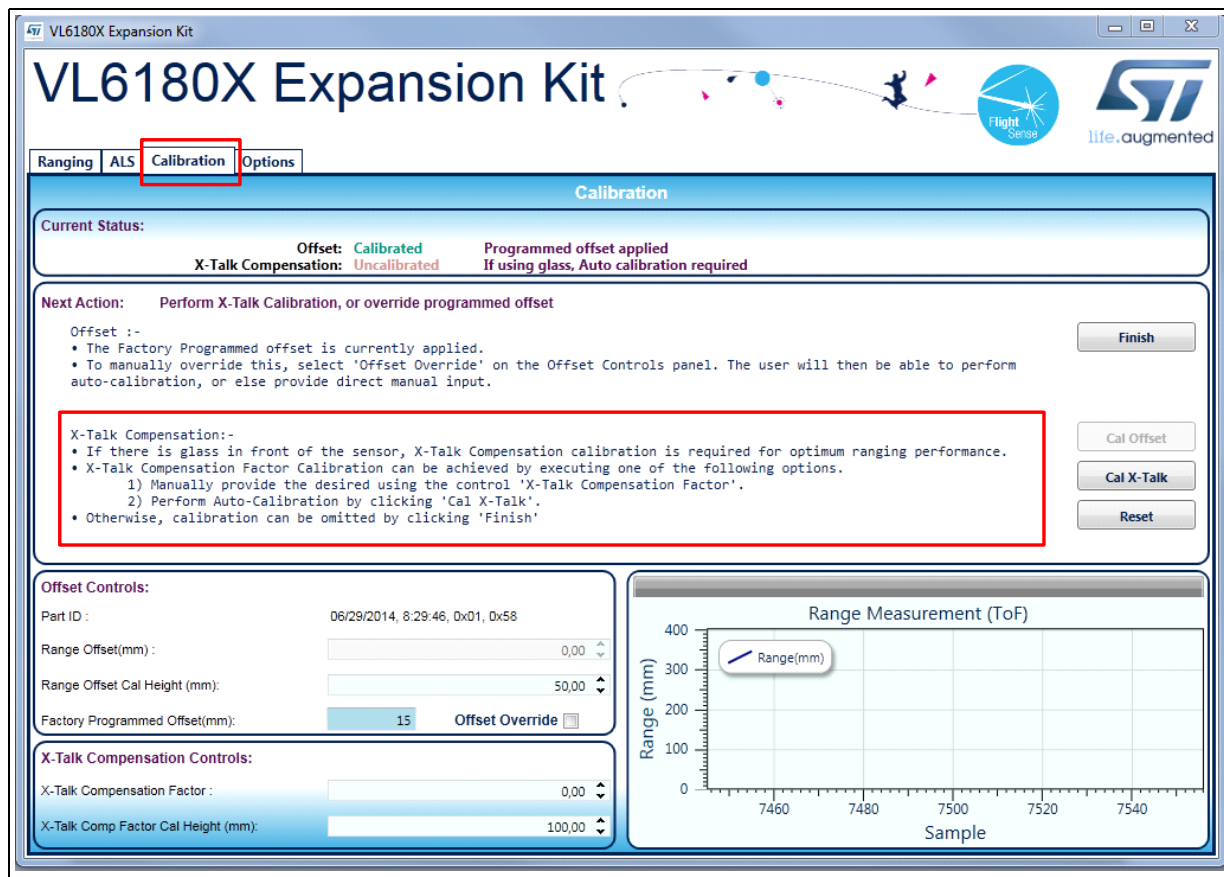 VL6180X Expansion Kit
VL6180X Expansion Kit
Flight
Sense
life.augmented
Ranging ALS Calibration Options
Calibration
Current Status:
Offset: Calibrated Programmed offset applied
X-Talk Compensation: Uncalibrated If using glass, Auto calibration required
Next Action: Perform X-Talk Calibration, or override programmed offset
Offset :-
• The Factory Programmed offset is currently applied.
• To manually override this, select 'Offset Override' on the Offset Controls panel. The user will then be able to perform
auto-calibration, or else provide direct manual input.
Finish
X-Talk Compensation:-
• If there is glass in front of the sensor, X-Talk Compensation calibration is required for optimum ranging performance.
• X-Talk Compensation Factor Calibration can be achieved by executing one of the following options.
1) Manually provide the desired using the control 'X-Talk Compensation Factor'.
2) Perform Auto-Calibration by clicking 'Cal X-Talk'.
• Otherwise, calibration can be omitted by clicking 'Finish'
Cal Offset
Cal X-Talk
Reset
Offset Controls:
Part ID : 06/29/2014, 8:29:46, 0x01, 0x58
Range Offset(mm) : 0,00
Range Offset Cal Height (mm): 50,00
Factory Programmed Offset(mm): 15 Offset Override
X-Talk Compensation Controls:
X-Talk Compensation Factor : 0,00
X-Talk Comp Factor Cal Height (mm): 100,00
Range Measurement (ToF)
Range(mm)
Range (mm)
400
300
200
100
0
7460 7480 7500 7520 7540
Sample